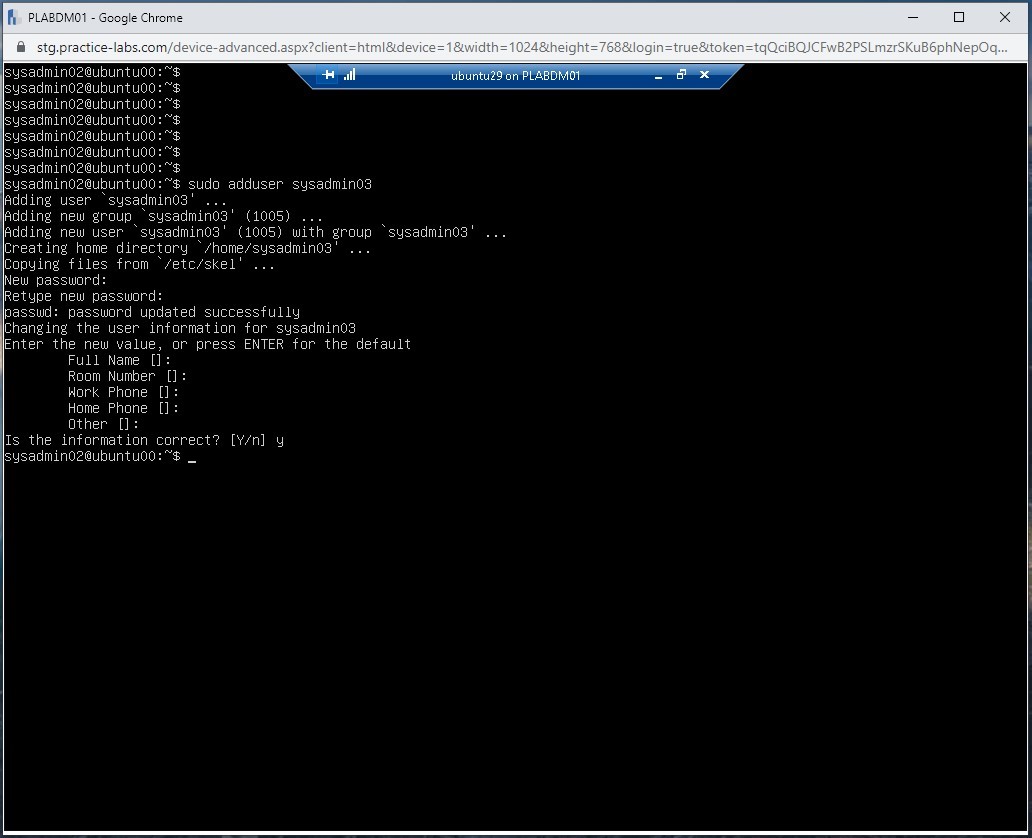 PLABDM01 - Google Chrome
stg.practice-labs.com/device-advanced.aspx?client=html&device=1&width=1024&height=768&login=true&token=tqQciBQJCFwB2PSLmzrSKuB6phNepOq...
ubuntu29 on PLABDM01
sysadmin02@ubuntu00:~$
sysadmin02@ubuntu00:~$
sysadmin02@ubuntu00:~$
sysadmin02@ubuntu00:~$
sysadmin02@ubuntu00:~$
sysadmin02@ubuntu00:~$
sysadmin02@ubuntu00:~$
sysadmin02@ubuntu00:~$ sudo adduser sysadmin03
Adding user `sysadmin03' ...
Adding new group `sysadmin03' (1005) ...
Adding new user `sysadmin03' (1005) with group `sysadmin03' ...
Creating home directory `/home/sysadmin03' ...
Copying files from `/etc/skel' ...
New password:
Retype new password:
passwd: password updated successfully
Changing the user information for sysadmin03
Enter the new value, or press ENTER for the default
Full Name []:
Room Number []:
Work Phone []:
Home Phone []:
Other []:
Is the information correct? [Y/n] y
sysadmin02@ubuntu00:~$ _